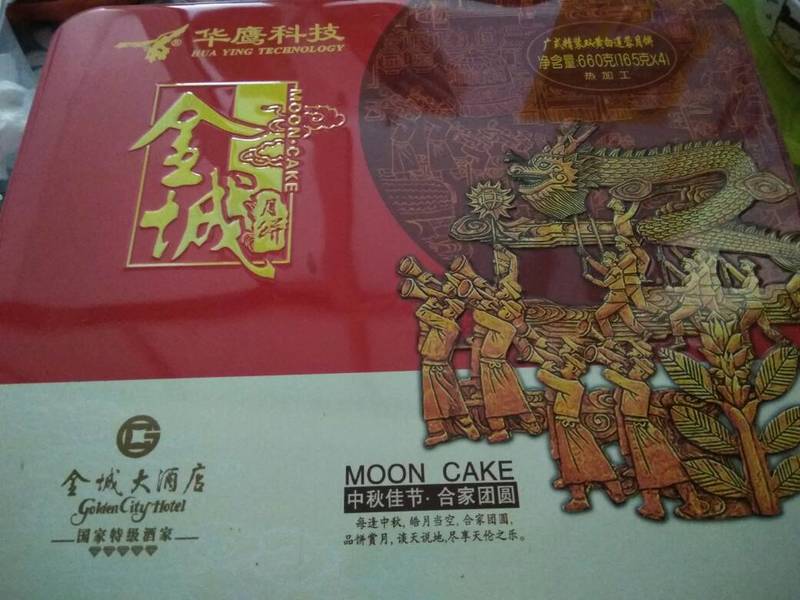 华鹰科技
HUA YING TECHNOLOGY
广式精装双黄白莲蓉月饼
净含量:660克(165克X4)
热加工
金城
月饼
MOON·CAKE
金城大酒店
Golden City Hotel
国家特级酒家
MOON CAKE
中秋佳节·合家团圆
每逢中秋,皓月当空,合家团圆,
品饼赏月,谈天说地,尽享天伦之乐。